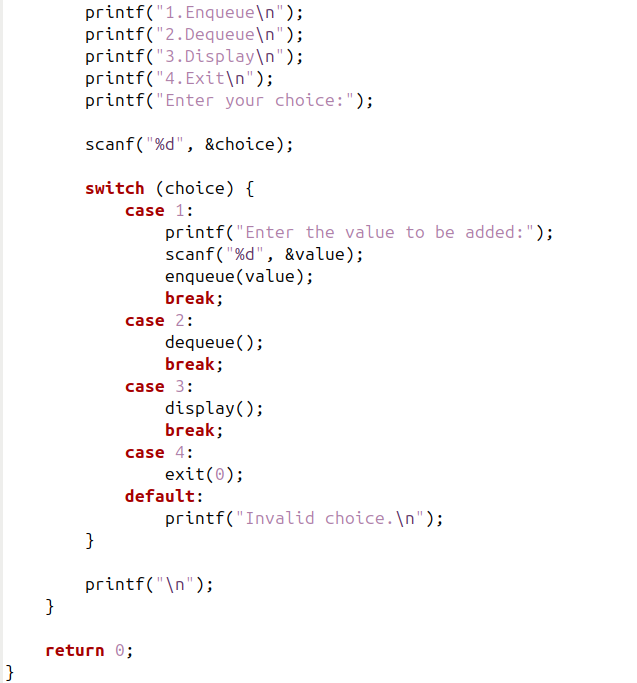 printf("1.Enqueue\n");
        printf("2.Dequeue\n");
        printf("3.Display\n");
        printf("4.Exit\n");
        printf("Enter your choice:");

        scanf("%d", &choice);

        switch (choice) {
            case 1:
                printf("Enter the value to be added:");
                scanf("%d", &value);
                enqueue(value);
                break;
            case 2:
                dequeue();
                break;
            case 3:
                display();
                break;
            case 4:
                exit(0);
            default:
                printf("Invalid choice.\n");
        }

        printf("\n");
    }

    return 0;
}